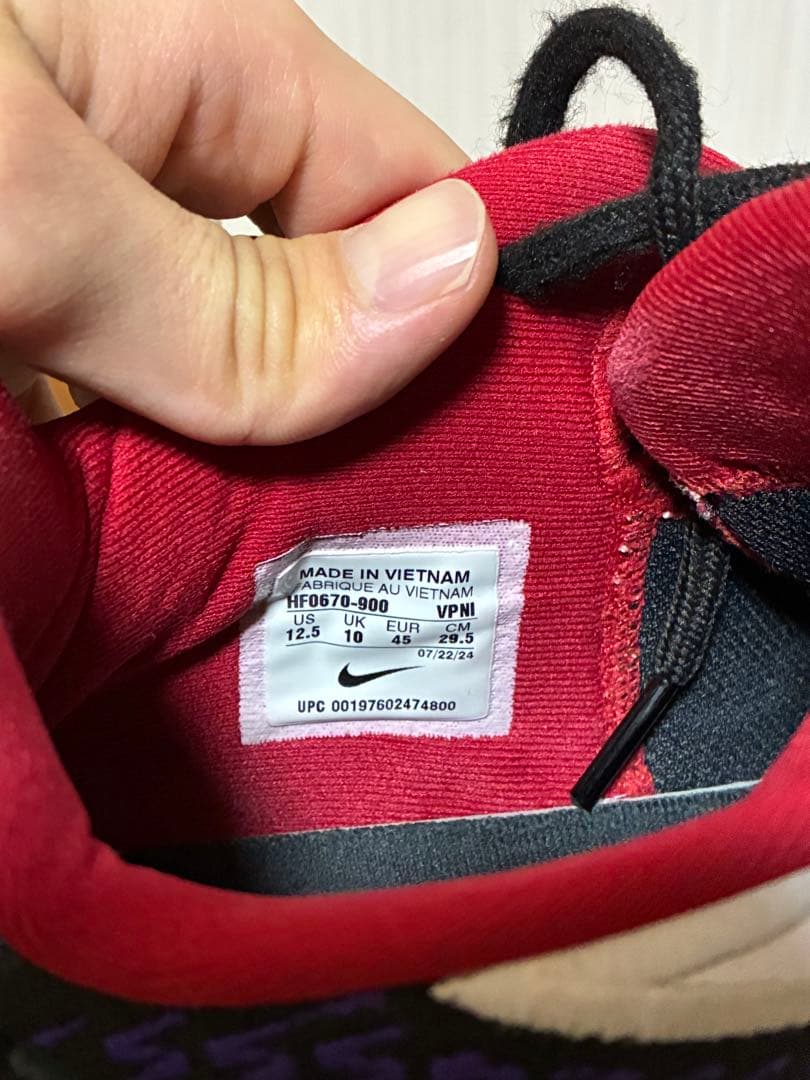 MADE IN VIETNAM
FABRIQUE AU VIETNAM
HF0670-900 VPNI
US UK EUR CM
12.5 10 45 29.5
07/22/24
UPC 00197602474800